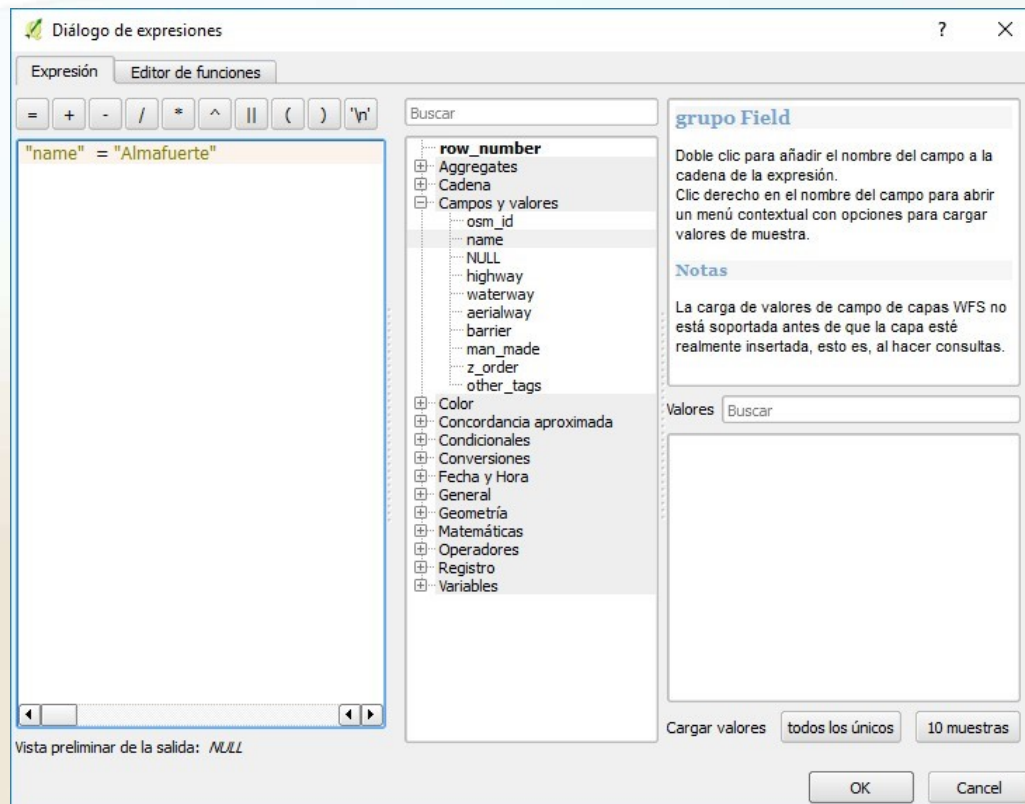 Diálogo de expresiones
?
Expresión
Editor de funciones
= + - / * ^ || ( ) '\n'
"name" = "Almafuerte"
Vista preliminar de la salida: NULL
Buscar
row_number
Aggregates
Cadena
Campos y valores
osm_id
name
NULL
highway
waterway
aerialway
barrier
man_made
z_order
other_tags
Color
Concordancia aproximada
Condicionales
Conversiones
Fecha y Hora
General
Geometría
Matemáticas
Operadores
Registro
Variables
grupo Field
Doble clic para añadir el nombre del campo a la
cadena de la expresión.
Clic derecho en el nombre del campo para abrir
un menú contextual con opciones para cargar
valores de muestra.
Notas
La carga de valores de campo de capas WFS no
está soportada antes de que la capa esté
realmente insertada, esto es, al hacer consultas.
Valores Buscar
Cargar valores todos los únicos 10 muestras
OK Cancel